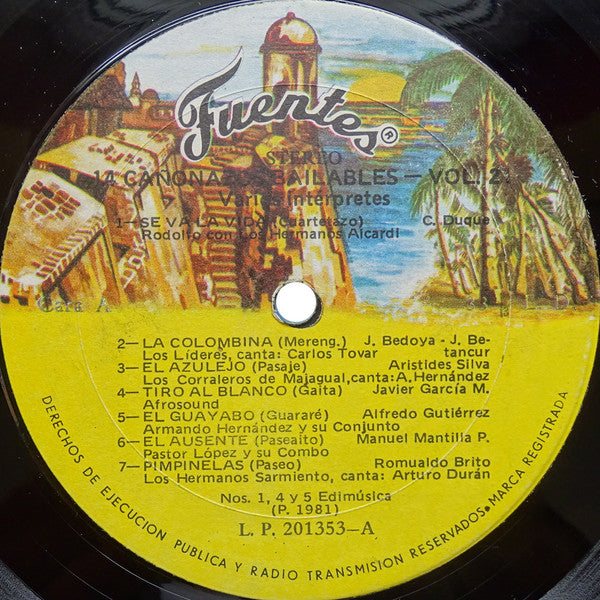 Fuentes®
STEREO
14 CAÑONAZOS BAILABLES — VOL. 21
Varios Intérpretes
1—SE VA LA VIDA (Cuartetazo) C. Duque
Rodolfo con Los Hermanos Aicardi
Cara A
2—LA COLOMBINA (Mereng.) J. Bedoya - J. Be-
Los Líderes, canta: Carlos Tovar tancur
3—EL AZULEJO (Pasaje) Aristides Silva
Los Corraleros de Majagual, canta: A. Hernández
4—TIRO AL BLANCO (Gaita) Javier García M.
Afrosound
5—EL GUAYABO (Guararé) Alfredo Gutiérrez
Armando Hernández y su Conjunto
6—EL AUSENTE (Paseaito) Manuel Mantilla P.
Pastor López y su Combo
7—PIMPINELAS (Paseo) Romualdo Brito
Los Hermanos Sarmiento, canta: Arturo Durán
Nos. 1, 4 y 5 Edimúsica
(P. 1981)
L. P. 201353—A
DERECHOS DE EJECUCION PUBLICA Y RADIO TRANSMISION RESERVADOS. MARCA REGISTRADA